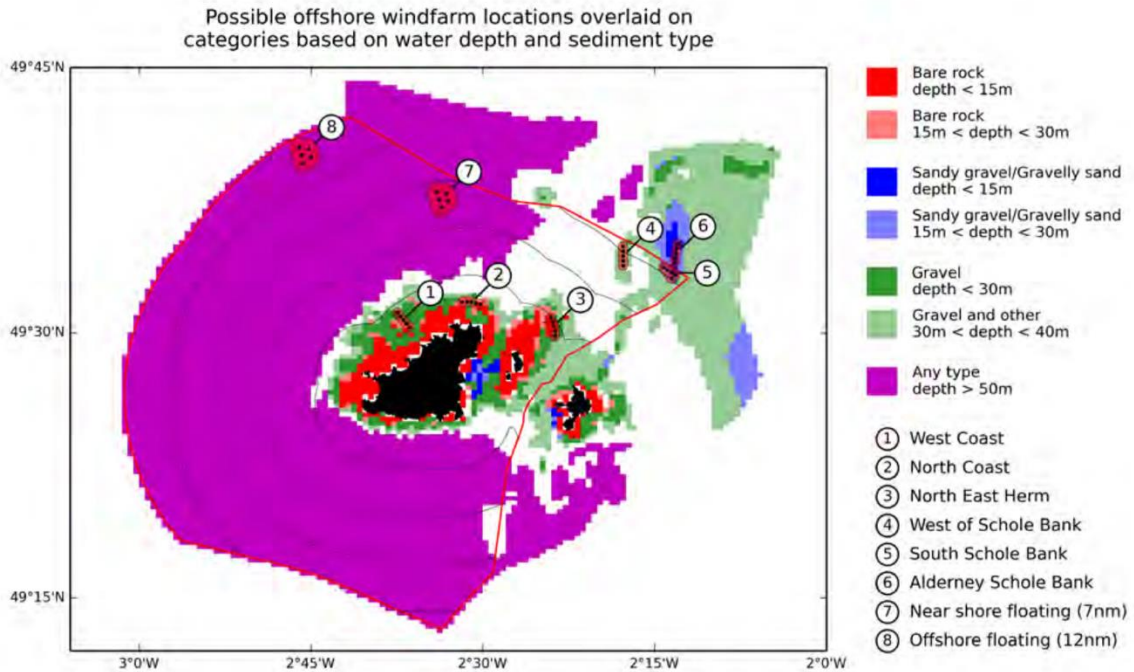 Possible offshore windfarm locations overlaid on
categories based on water depth and sediment type
49°45'N
49°30'N
49°15'N
3°0'W
2°45'W
2°30'W
2°15'W
2°0'W
8
7
4
6
5
2
1
3
Bare rock
depth < 15m
Bare rock
15m < depth < 30m
Sandy gravel/Gravelly sand
depth < 15m
Sandy gravel/Gravelly sand
15m < depth < 30m
Gravel
depth < 30m
Gravel and other
30m < depth < 40m
Any type
depth > 50m
1 West Coast
2 North Coast
3 North East Herm
4 West of Schole Bank
5 South Schole Bank
6 Alderney Schole Bank
7 Near shore floating (7nm)
8 Offshore floating (12nm)